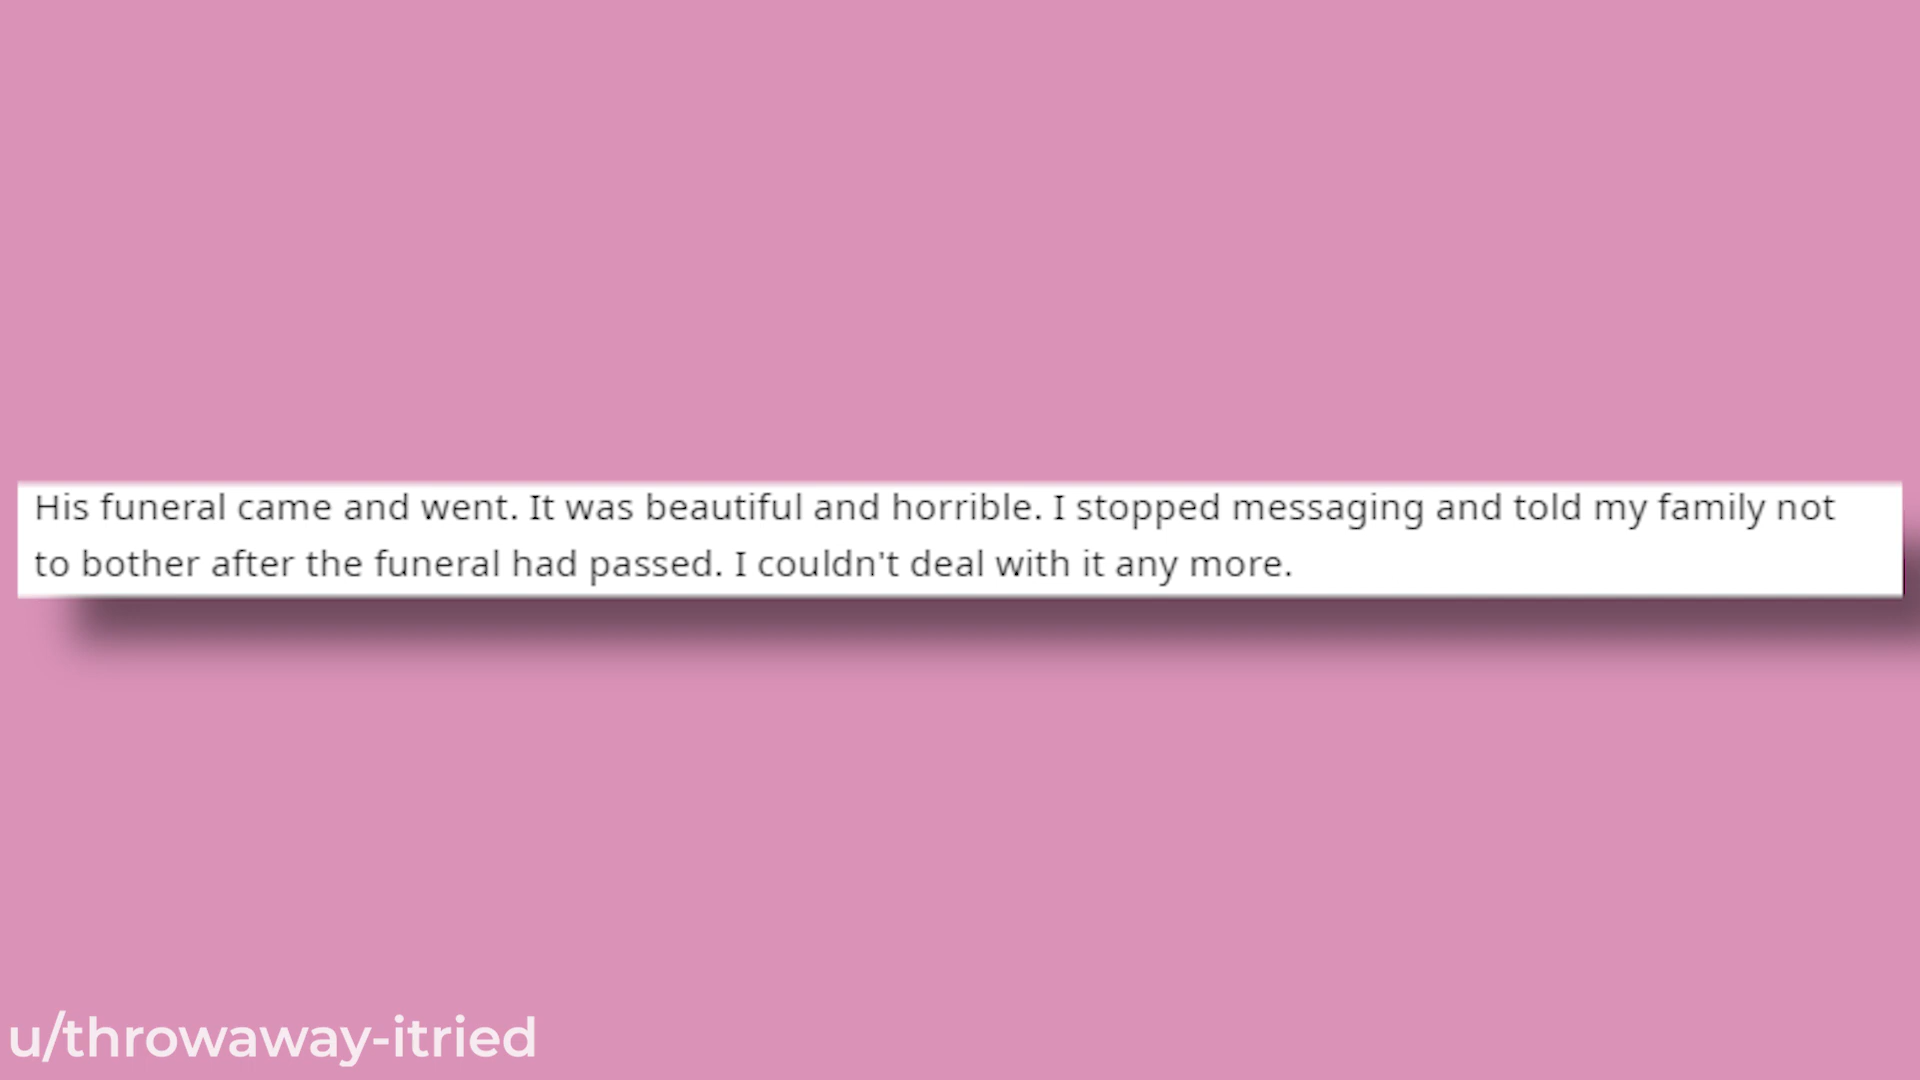 His funeral came and went. It was beautiful and horrible. I stopped messaging and told my family not
to bother after the funeral had passed. I couldn't deal with it any more.
u/throwaway-itried